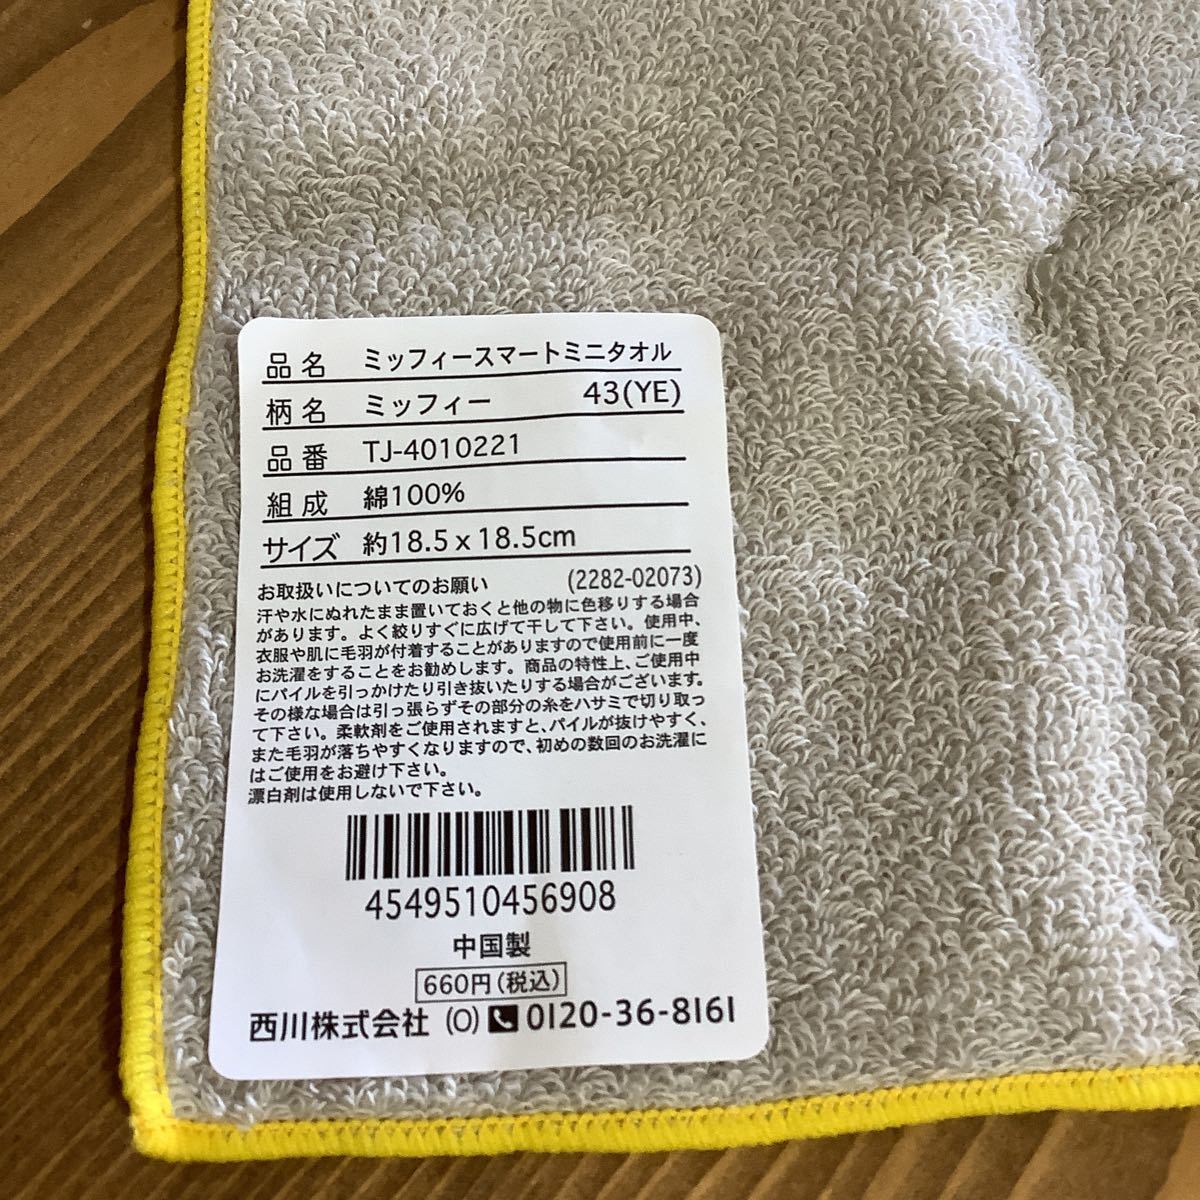 品名 ミッフィースマートミニタオル
柄名 ミッフィー 43(YE)
品番 TJ-4010221
組成 綿100%
サイズ 約18.5x18.5cm
お取扱いについてのお願い (2282-02073)
汗や水にぬれたまま置いておくと他の物に色移りする場合
があります。よく絞りすぐに広げて干して下さい。使用中、
衣服や肌に毛羽が付着することがありますので使用前に一度
お洗濯をすることをお勧めします。商品の特性上、ご使用中
にパイルを引っかけたり引き抜いたりする場合がございます。
その様な場合は引っ張らずその部分の糸をハサミで切り取っ
て下さい。柔軟剤をご使用されますと、パイルが抜けやすく、
また毛羽が落ちやすくなりますので、初めの数回のお洗濯に
はご使用をお避け下さい。
漂白剤は使用しないで下さい。
4549510456908
中国製
660円(税込)
西川株式会社 (O) 0120-36-8161